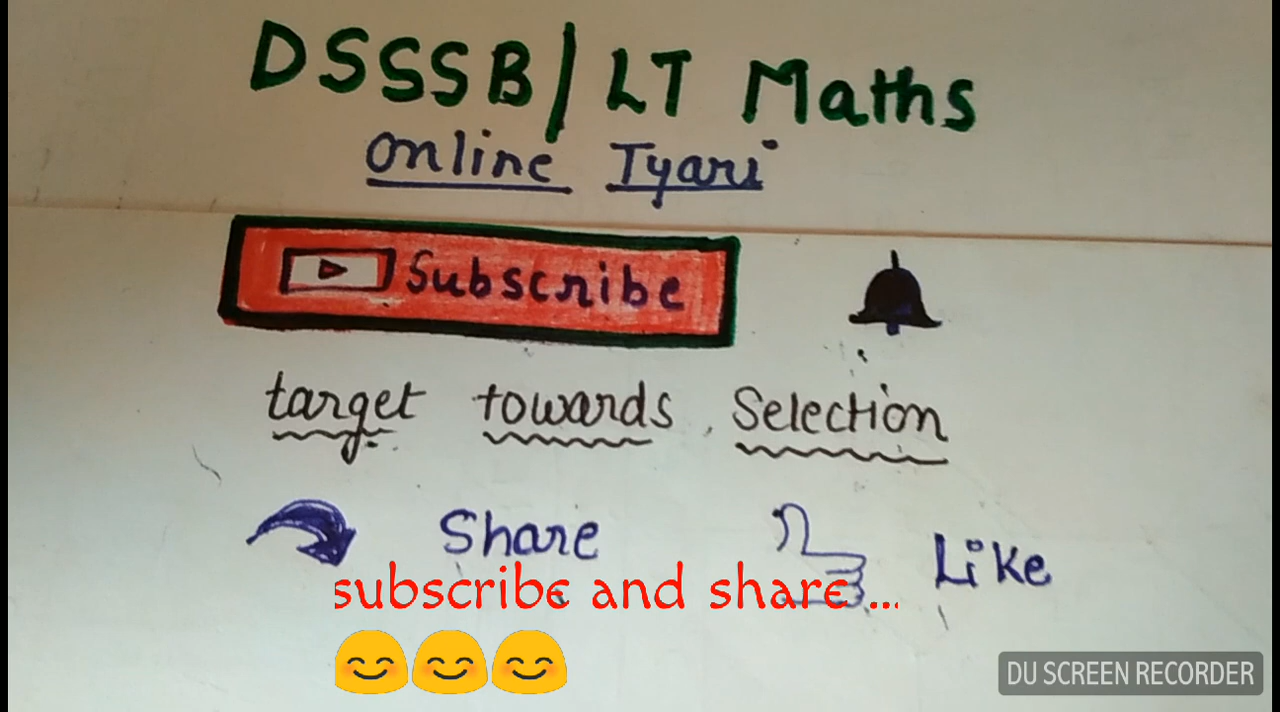 DSSSB/LT Maths
Online Tyari
Subscribe
target towards Selection
Share Like
subscribe and share ...
DU SCREEN RECORDER